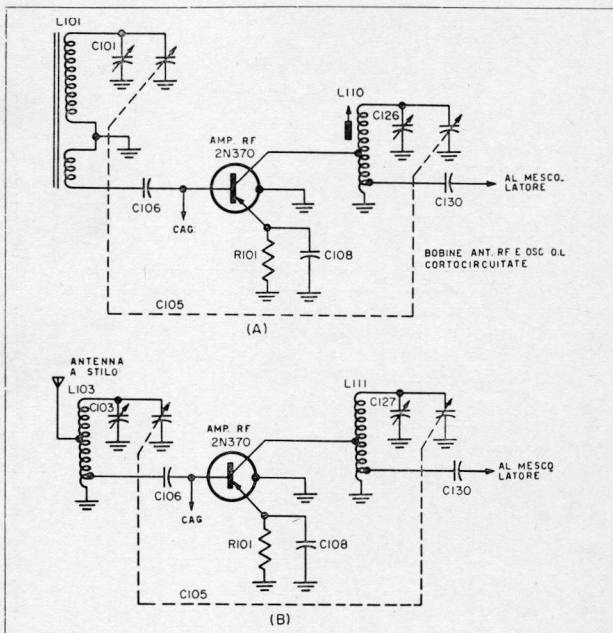 L101
C101
L110
C126
AMP. RF
2N370
AL MESCO_
LATORE
C106
C130
CAG.
R101
C108
BOBINE ANT. RF E OSC O.L
CORTOCIRCUITATE
C105
(A)
ANTENNA
A STILO
L103
C103
L111
C127
AMP. RF
2N370
AL MESCO
LATORE
C106
C130
CAG
R101
C108
C105
(B)